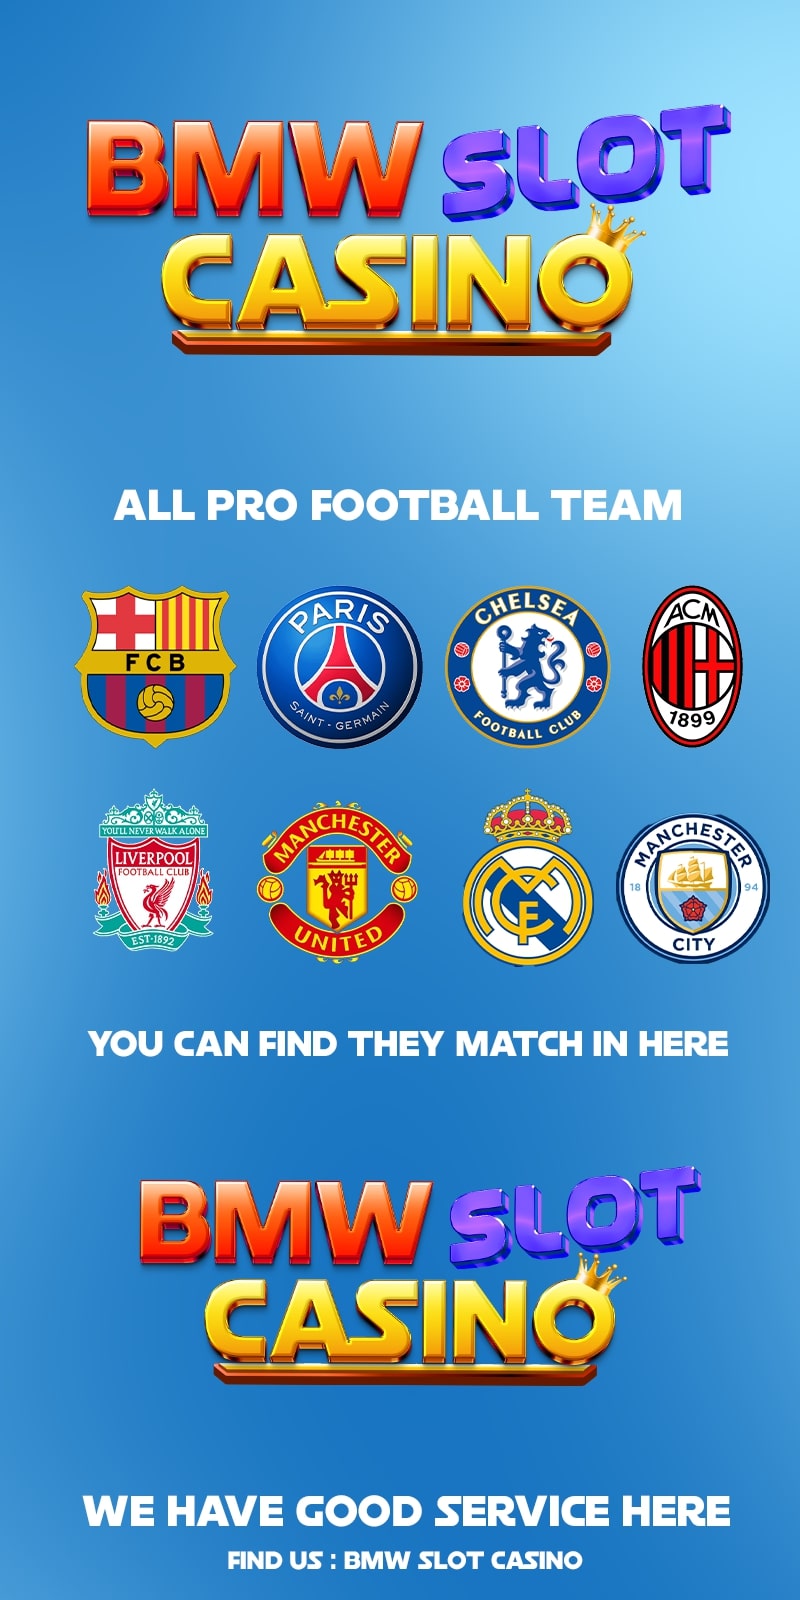 BMW SLOT
CASINO
ALL PRO FOOTBALL TEAM
FCB
PARIS
SAINT - GERMAIN
CHELSEA
FOOTBALL CLUB
ACM
1899
YOU'LL NEVER WALK ALONE
LIVERPOOL
FOOTBALL CLUB
EST·1892
MANCHESTER
UNITED
MANCHESTER
18 94
CITY
YOU CAN FIND THEY MATCH IN HERE
BMW SLOT
CASINO
WE HAVE GOOD SERVICE HERE
FIND US : BMW SLOT CASINO